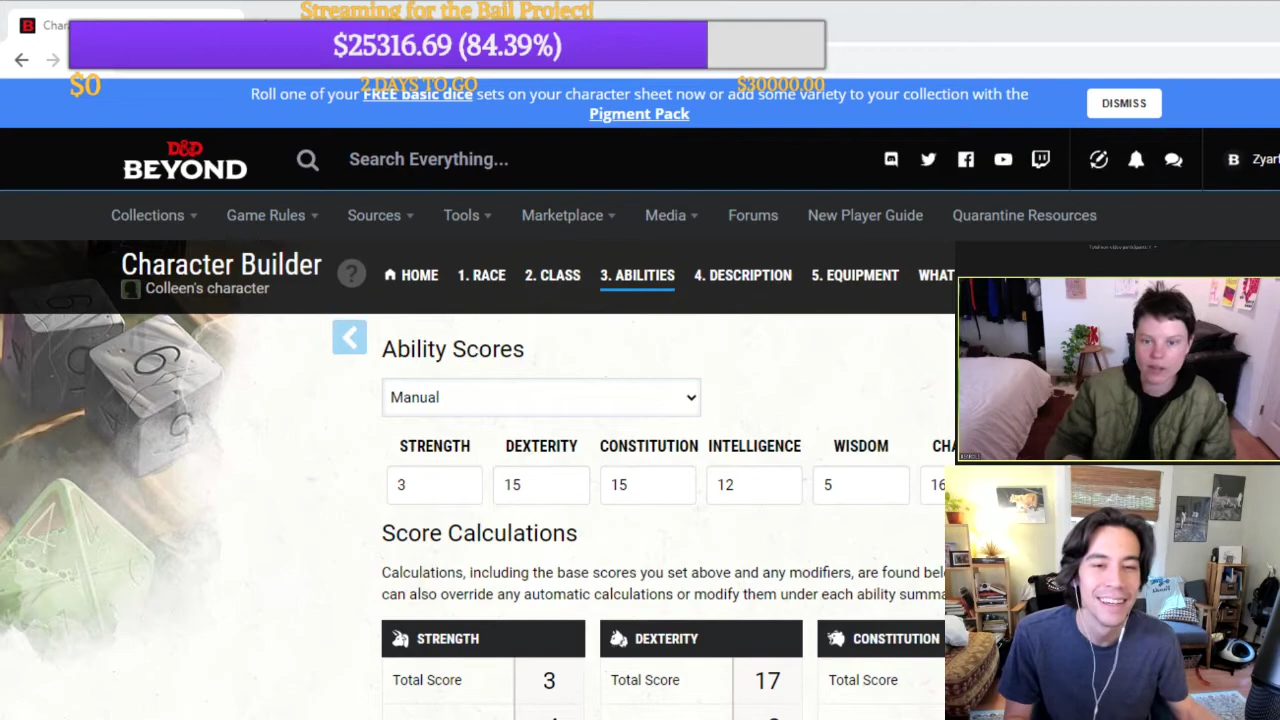 Streaming for the Bail Project!
$25316.69 (84.39%)
$0
2 DAYS TO GO
$30000.00
Roll one of your FREE basic dice sets on your character sheet now or add some variety to your collection with the
Pigment Pack
DISMISS
D&D
BEYOND
Search Everything...
Collections
Game Rules
Sources
Tools
Marketplace
Media
Forums
New Player Guide
Quarantine Resources
Character Builder
Colleen's character
?
HOME
1. RACE
2. CLASS
3. ABILITIES
4. DESCRIPTION
5. EQUIPMENT
WHAT
Ability Scores
Manual
STRENGTH DEXTERITY CONSTITUTION INTELLIGENCE WISDOM CHA
3 15 15 12 5 16
Score Calculations
Calculations, including the base scores you set above and any modifiers, are found bel
can also override any automatic calculations or modify them under each ability summa
STRENGTH
Total Score 3
DEXTERITY
Total Score 17
CONSTITUTION
Total Score